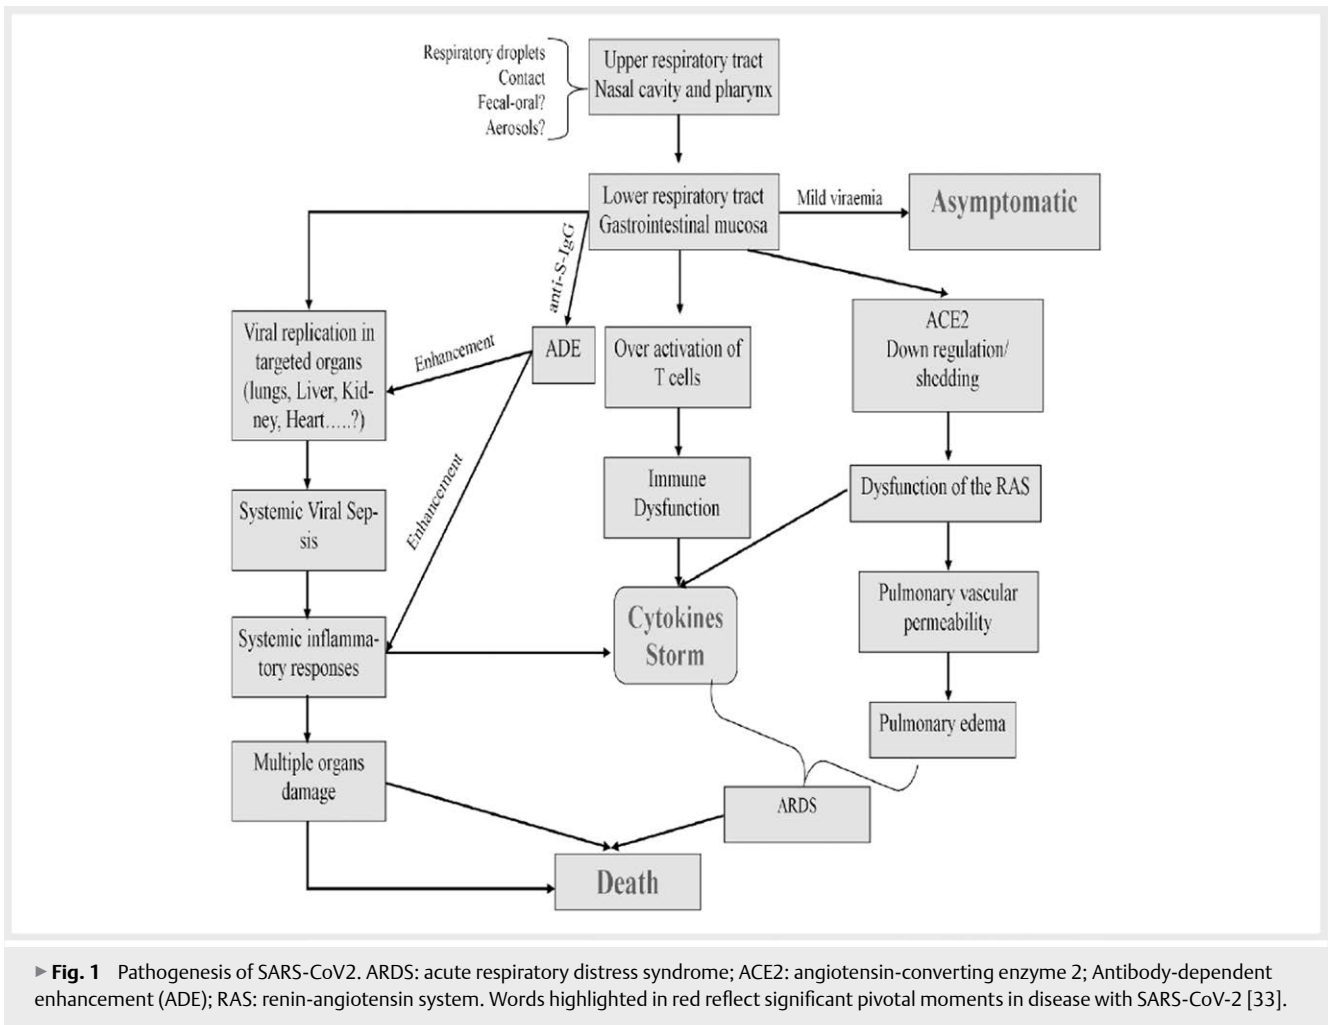 Respiratory droplets
Contact
Fecal-oral?
Aerosols?
Upper respiratory tract
Nasal cavity and pharynx
Lower respiratory tract
Gastrointestinal mucosa
Mild viraemia
Asymptomatic
anti-S-IgG
Viral replication in
targeted organs
(lungs, Liver, Kid-
ney, Heart.....?)
Enhancement
ADE
Over activation of
T cells
ACE2
Down regulation/
shedding
Systemic Viral Sep-
sis
Enhancement
Immune
Dysfunction
Dysfunction of the RAS
Systemic inflamma-
tory responses
Cytokines
Storm
Pulmonary vascular
permeability
Pulmonary edema
Multiple organs
damage
ARDS
Death
▶ Fig. 1 Pathogenesis of SARS-CoV2. ARDS: acute respiratory distress syndrome; ACE2: angiotensin-converting enzyme 2; Antibody-dependent
enhancement (ADE); RAS: renin-angiotensin system. Words highlighted in red reflect significant pivotal moments in disease with SARS-CoV-2 [33].